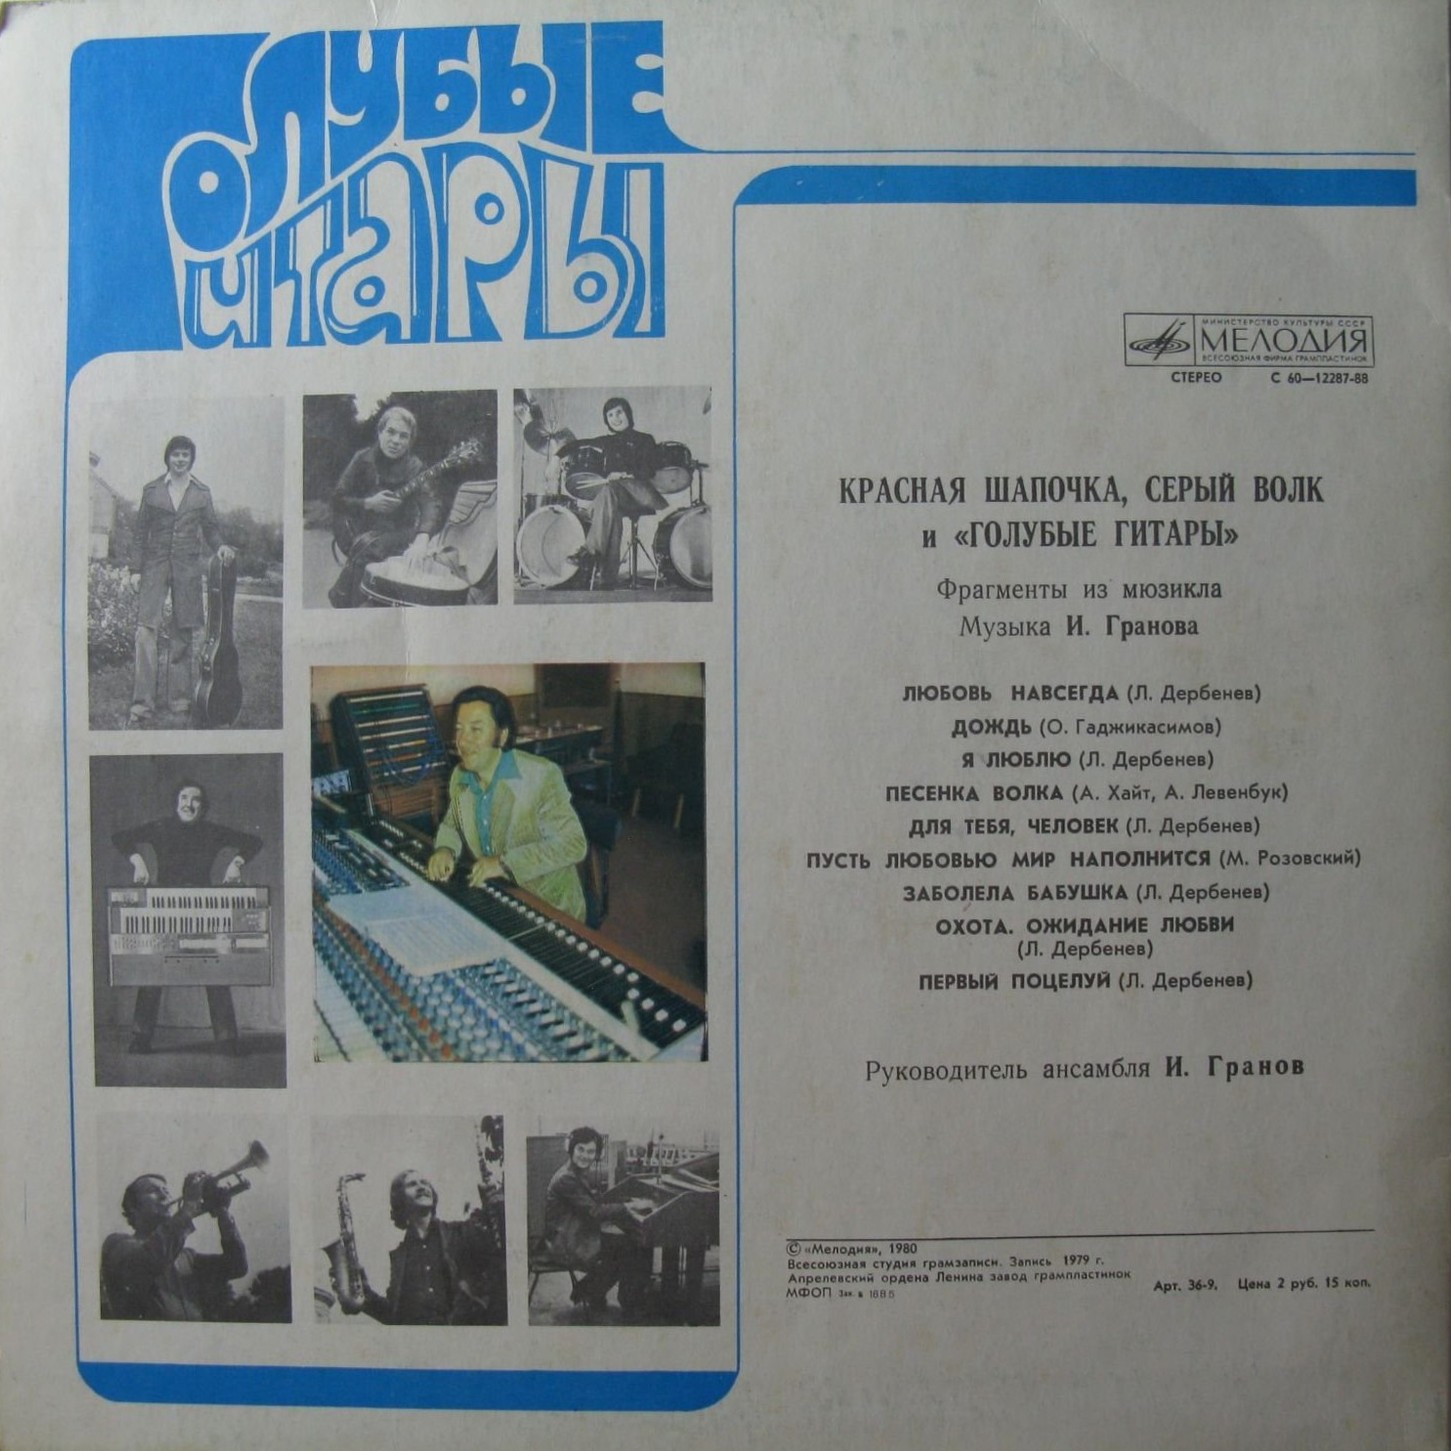 ГОЛУБЫЕ
ГИТАРЫ
МИНИСТЕРСТВО КУЛЬТУРЫ СССР
МЕЛОДИЯ
ВСЕСОЮЗНАЯ ФИРМА ГРАМПЛАСТИНОК
СТЕРЕО С 60—12287-88
КРАСНАЯ ШАПОЧКА, СЕРЫЙ ВОЛК
и «ГОЛУБЫЕ ГИТАРЫ»
Фрагменты из мюзикла
Музыка И. Гранова
ЛЮБОВЬ НАВСЕГДА (Л. Дербенев)
ДОЖДЬ (О. Гаджикасимов)
Я ЛЮБЛЮ (Л. Дербенев)
ПЕСЕНКА ВОЛКА (А. Хайт, А. Левенбук)
ДЛЯ ТЕБЯ, ЧЕЛОВЕК (Л. Дербенев)
ПУСТЬ ЛЮБОВЬЮ МИР НАПОЛНИТСЯ (М. Розовский)
ЗАБОЛЕЛА БАБУШКА (Л. Дербенев)
ОХОТА. ОЖИДАНИЕ ЛЮБВИ
(Л. Дербенев)
ПЕРВЫЙ ПОЦЕЛУЙ (Л. Дербенев)
Руководитель ансамбля И. Гранов
© «Мелодия», 1980
Всесоюзная студия грамзаписи. Запись 1979 г.
Апрелевский ордена Ленина завод грампластинок
МФОП Зак. в 1885
Арт. 36-9. Цена 2 руб. 15 коп.